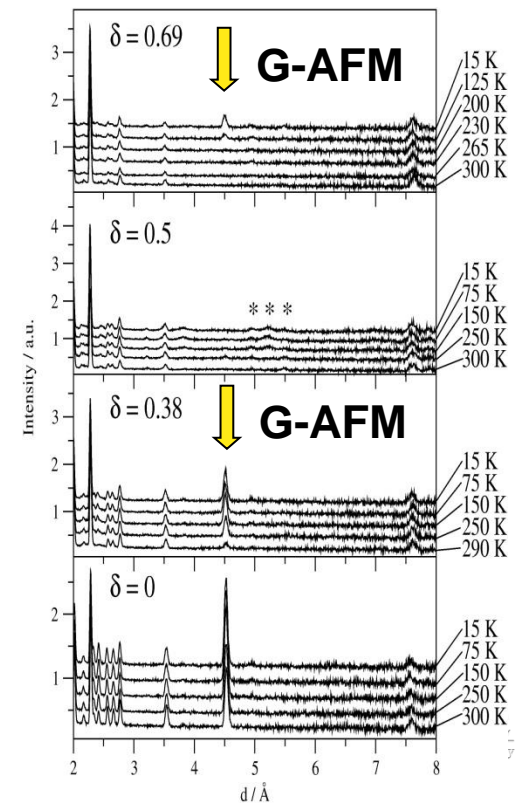 δ = 0.69
G-AFM
3
2
1
15 K
125 K
200 K
230 K
265 K
300 K
δ = 0.5
4
3
2
1
* * *
15 K
75 K
150 K
250 K
300 K
Intensity / a.u.
δ = 0.38
G-AFM
3
2
1
15 K
75 K
150 K
250 K
290 K
δ = 0
2
1
15 K
75 K
150 K
250 K
300 K
2 3 4 5 6 7 8
d / Å